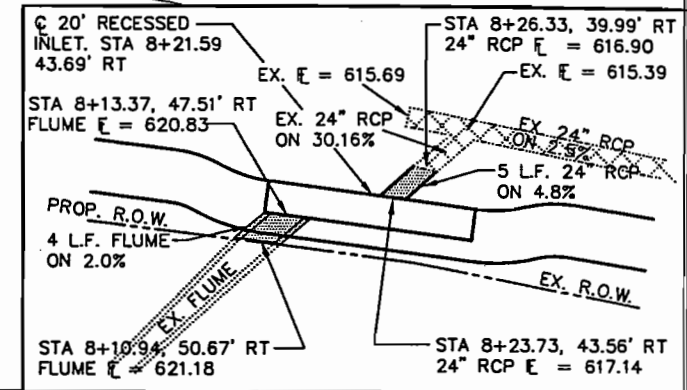 ℄ 20' RECESSED
INLET. STA 8+21.59
43.69' RT
STA 8+26.33, 39.99' RT
24" RCP F̱L = 616.90
EX. F̱L = 615.69
EX. F̱L = 615.39
STA 8+13.37, 47.51' RT
FLUME F̱L = 620.83
EX. 24" RCP
ON 30.16%
EX. 24" RCP
5 L.F. 24" RCP
ON 4.8%
PROP. R.O.W.
4 L.F. FLUME
ON 2.0%
EX. FLUME
EX. R.O.W.
STA 8+10.94, 50.67' RT
FLUME F̱L = 621.18
STA 8+23.73, 43.56' RT
24" RCP F̱L = 617.14